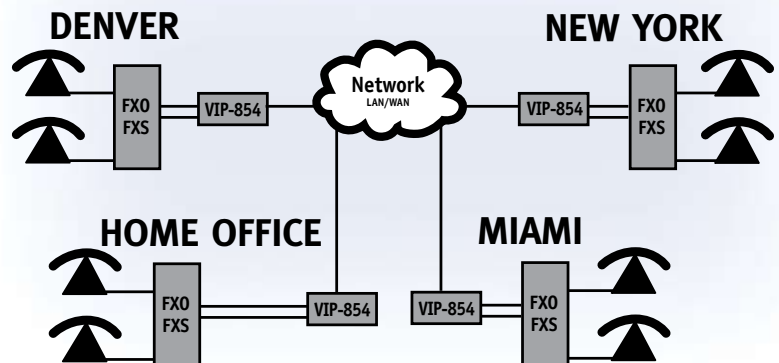 DENVER
NEW YORK
Network
LAN/WAN
FXO
FXS
VIP-854
VIP-854
FXO
FXS
HOME OFFICE
MIAMI
FXO
FXS
VIP-854
VIP-854
FXO
FXS